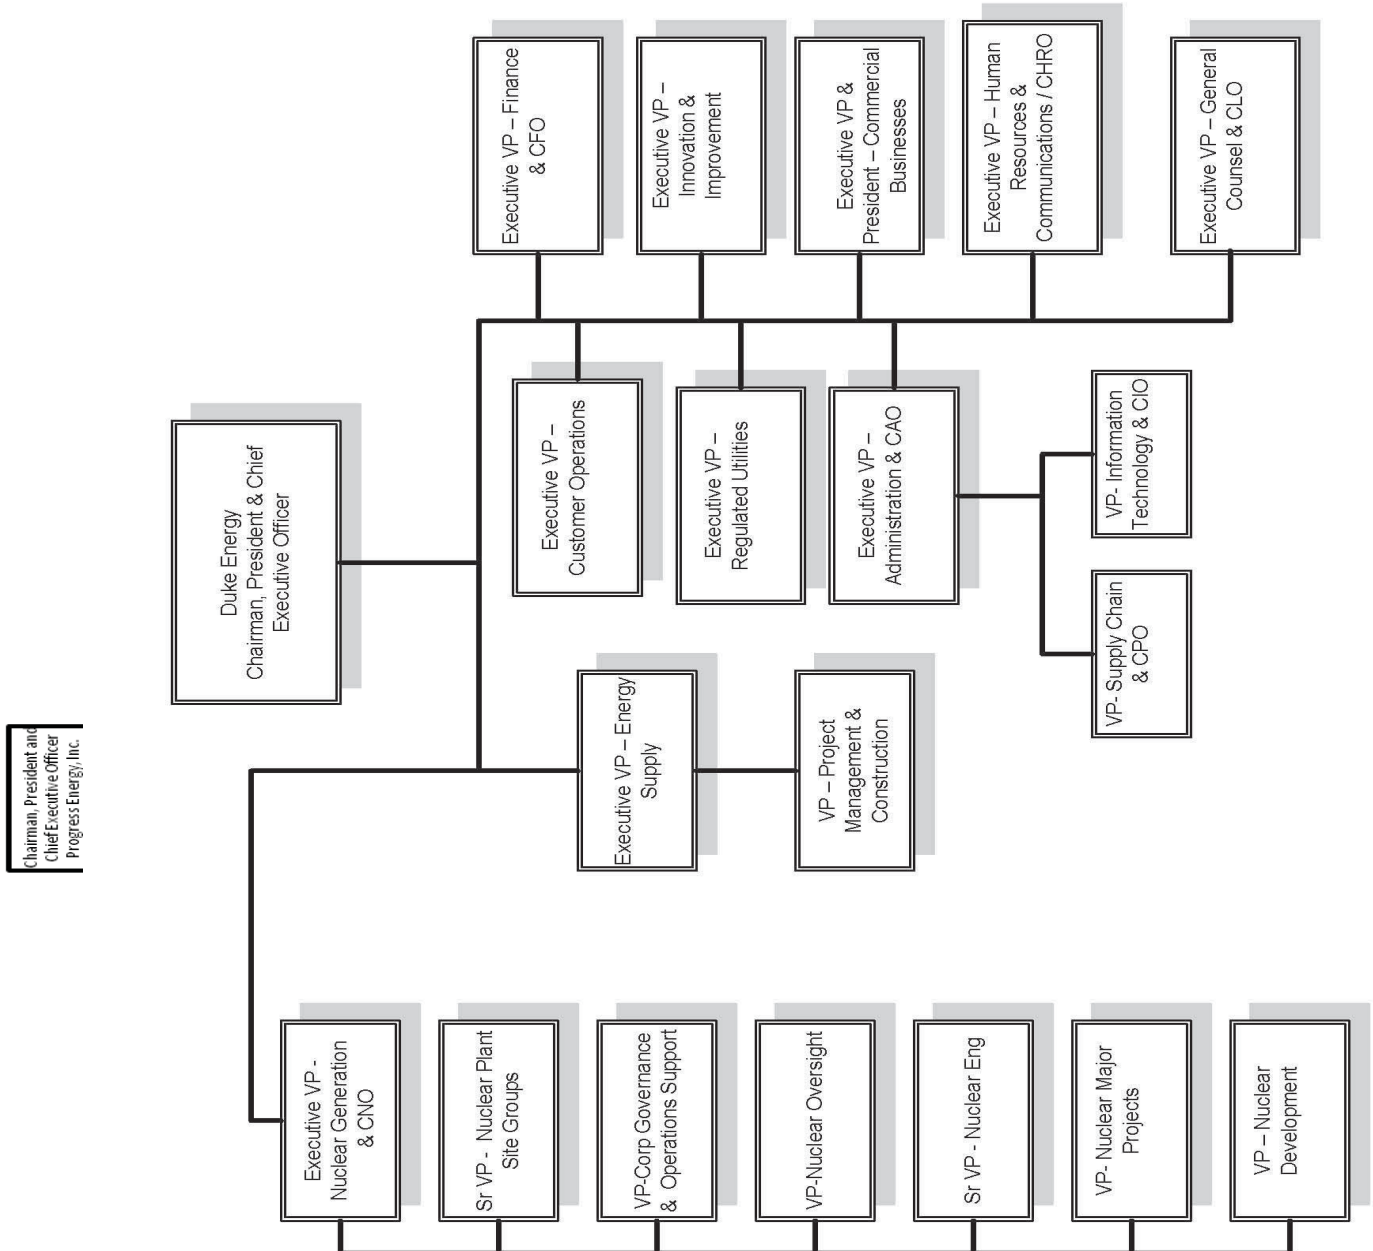 Chairman, President and
Chief Executive Officer
Progress Energy, Inc.
Duke Energy
Chairman, President & Chief
Executive Officer
Executive VP -
Nuclear Generation
& CNO
Sr VP - Nuclear Plant
Site Groups
VP-Corp Governance
& Operations Support
VP-Nuclear Oversight
Sr VP - Nuclear Eng
VP- Nuclear Major
Projects
VP – Nuclear
Development
Executive VP – Energy
Supply
VP – Project
Management &
Construction
Executive VP –
Customer Operations
Executive VP –
Regulated Utilities
Executive VP –
Administration & CAO
VP- Supply Chain
& CPO
VP- Information
Technology & CIO
Executive VP – Finance
& CFO
Executive VP –
Innovation &
Improvement
Executive VP &
President – Commercial
Businesses
Executive VP – Human
Resources &
Communications / CHRO
Executive VP – General
Counsel & CLO